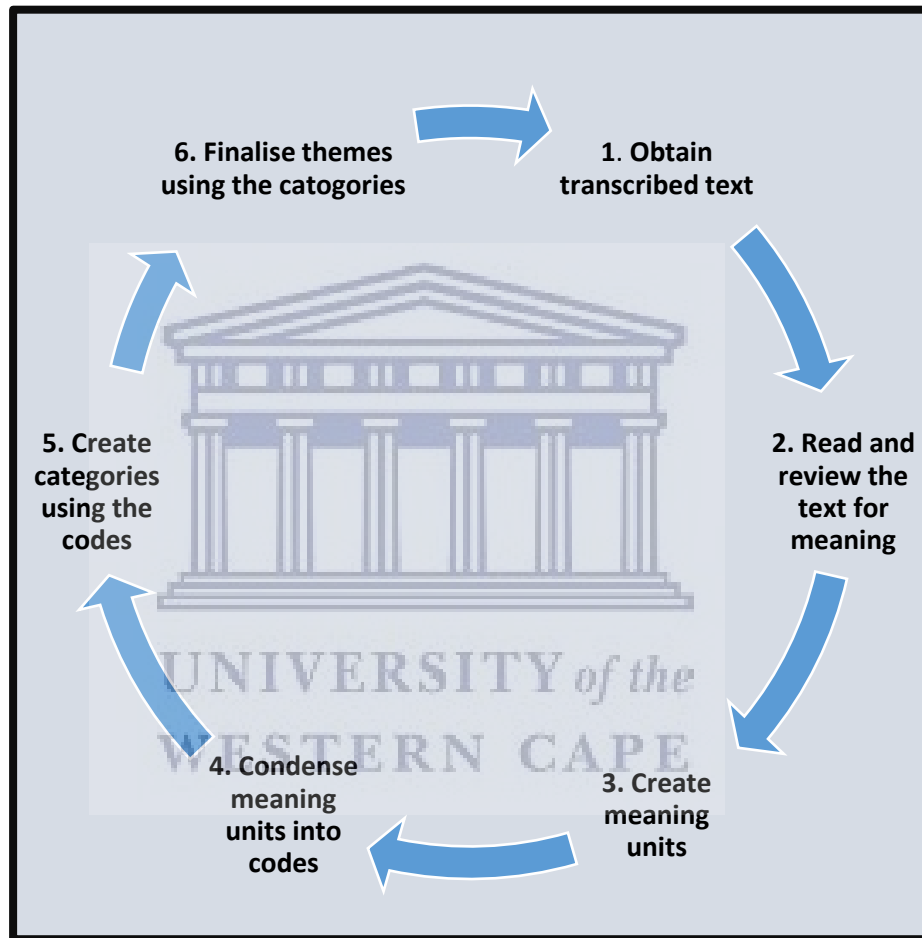 6. Finalise themes
using the catogories
1. Obtain
transcribed text
2. Read and
review the
text for
meaning
3. Create
meaning
units
4. Condense
meaning
units into
codes
5. Create
categories
using the
codes
UNIVERSITY of the
WESTERN CAPE